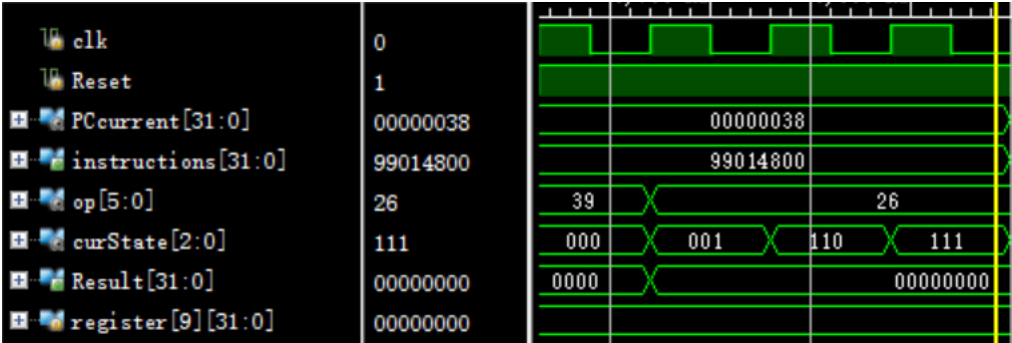 clk 0
Reset 1
PCcurrent[31:0] 00000038 00000038
instructions[31:0] 99014800 99014800
op[5:0] 26 39 26
curState[2:0] 111 000 001 110 111
Result[31:0] 00000000 0000 00000000
register[9][31:0] 00000000